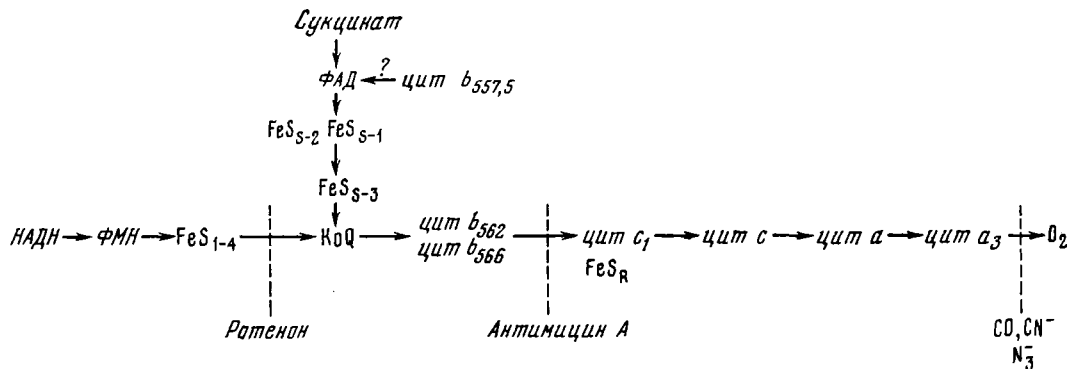 Сукцинат
ФАД ? цит b557,5
FeSS-2 FeSS-1
FeSS-3
НАДН ФМН FeS1-4 КоQ цит b562 цит b566 цит c1 FeSR цит c цит a цит a3 O2
Ротенон
Антимицин А
CO, CN⁻
N3⁻